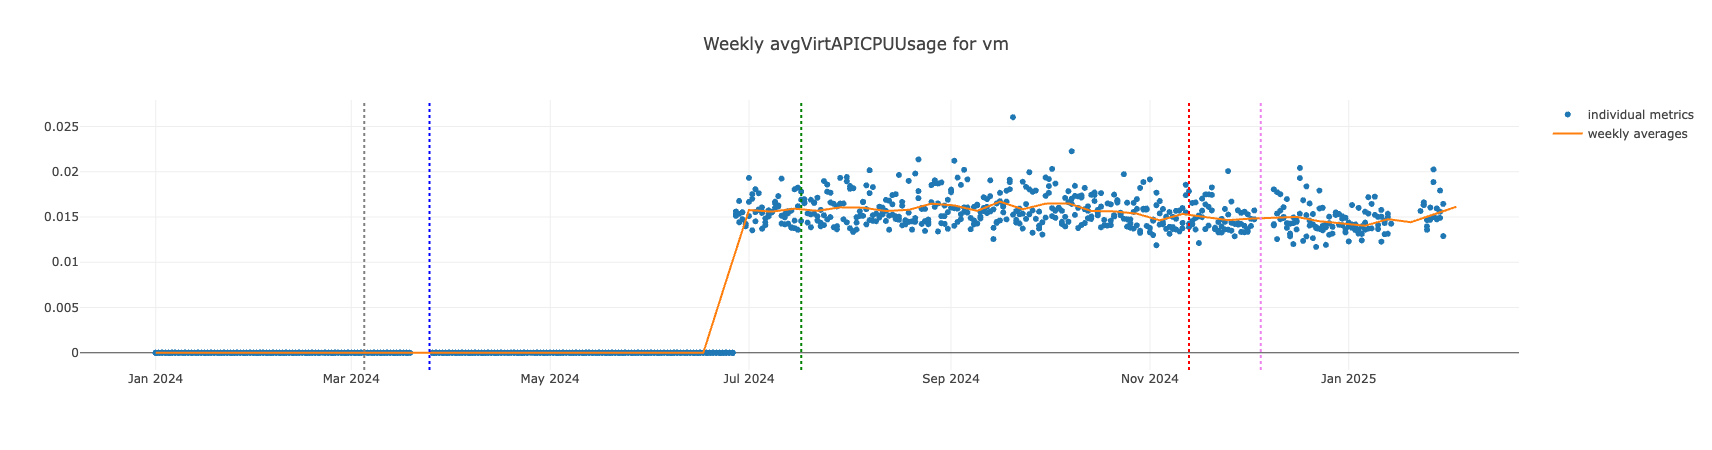 Weekly avgVirtAPICPUUsage for vm
individual metrics
weekly averages
0.025
0.02
0.015
0.01
0.005
0
Jan 2024
Mar 2024
May 2024
Jul 2024
Sep 2024
Nov 2024
Jan 2025